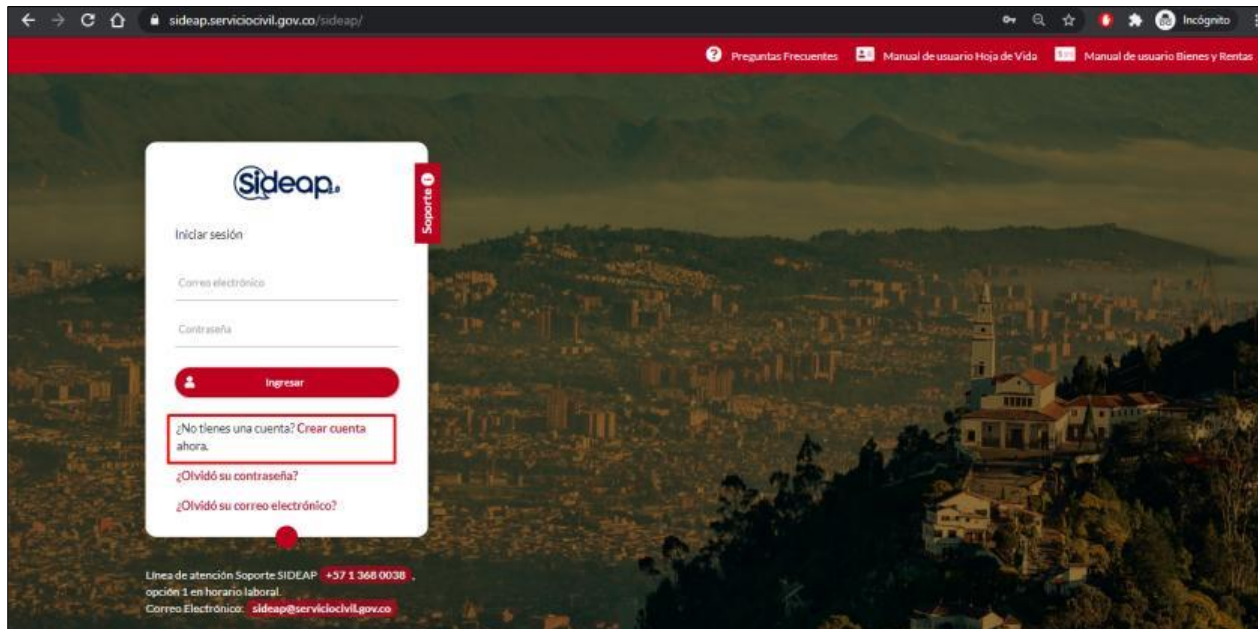 sideap.serviciocivil.gov.co/sideap/
Incógnito
Preguntas Frecuentes
Manual de usuario Hoja de Vida
Manual de usuario Bienes y Rentas
Sideap2.0
Soporte
Iniciar sesión
Correo electrónico
Contraseña
Ingresar
¿No tienes una cuenta? Crear cuenta
ahora.
¿Olvidó su contraseña?
¿Olvidó su correo electrónico?
Línea de atención Soporte SIDEAP +57 1 368 0038 ,
opción 1 en horario laboral.
Correo Electrónico: sideap@serviciocivil.gov.co